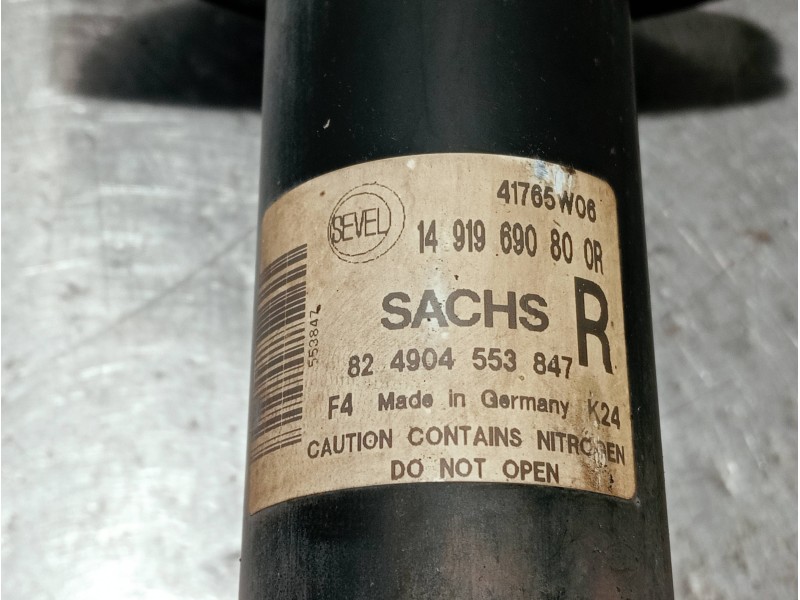 41765W06
SEVEL
14 919 690 80 0R
SACHS R
82 4904 553 847
553847
F4 Made in Germany K24
CAUTION CONTAINS NITROGEN
DO NOT OPEN